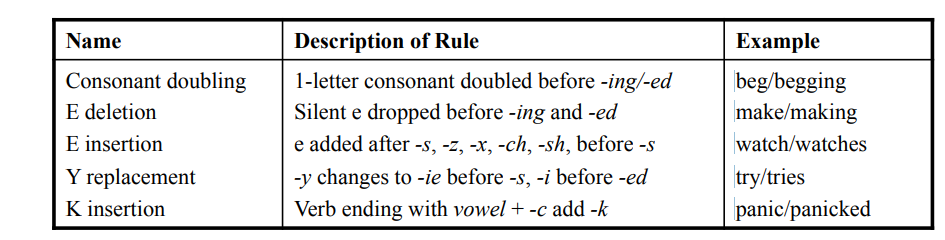 Name Description of Rule Example
Consonant doubling 1-letter consonant doubled before -ing/-ed beg/begging
E deletion Silent e dropped before -ing and -ed make/making
E insertion e added after -s, -z, -x, -ch, -sh, before -s watch/watches
Y replacement -y changes to -ie before -s, -i before -ed try/tries
K insertion Verb ending with vowel + -c add -k panic/panicked